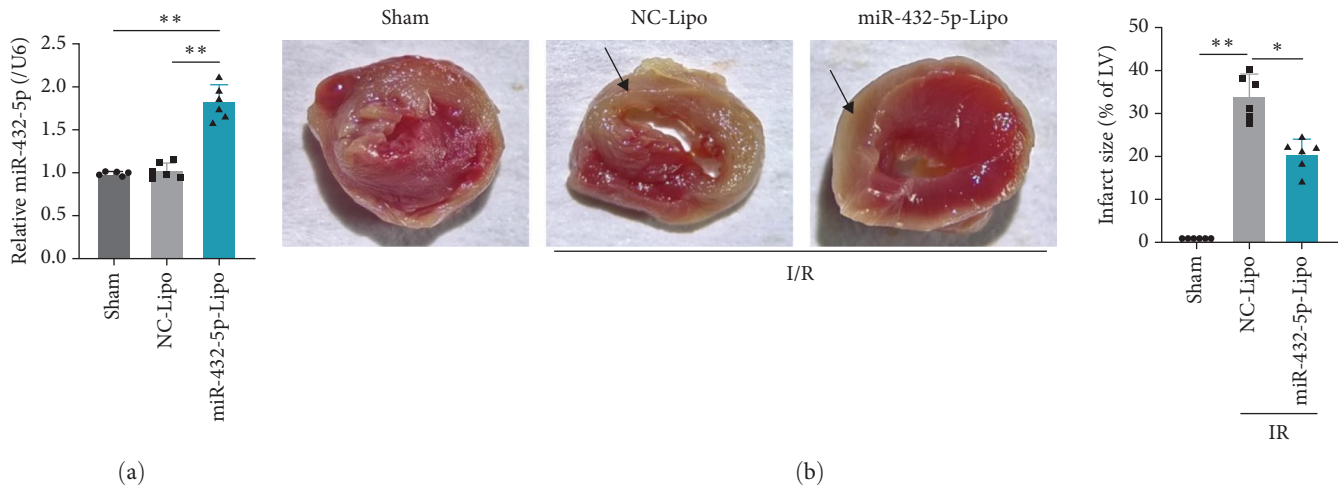 Relative miR-432-5p (/U6)
2.5
2.0
1.5
1.0
0.5
0.0
**
**
Sham
NC-Lipo
miR-432-5p-Lipo
(a)
Sham
NC-Lipo
miR-432-5p-Lipo
I/R
Infarct size (% of LV)
50
40
30
20
10
0
**
*
Sham
NC-Lipo
miR-432-5p-Lipo
IR
(b)